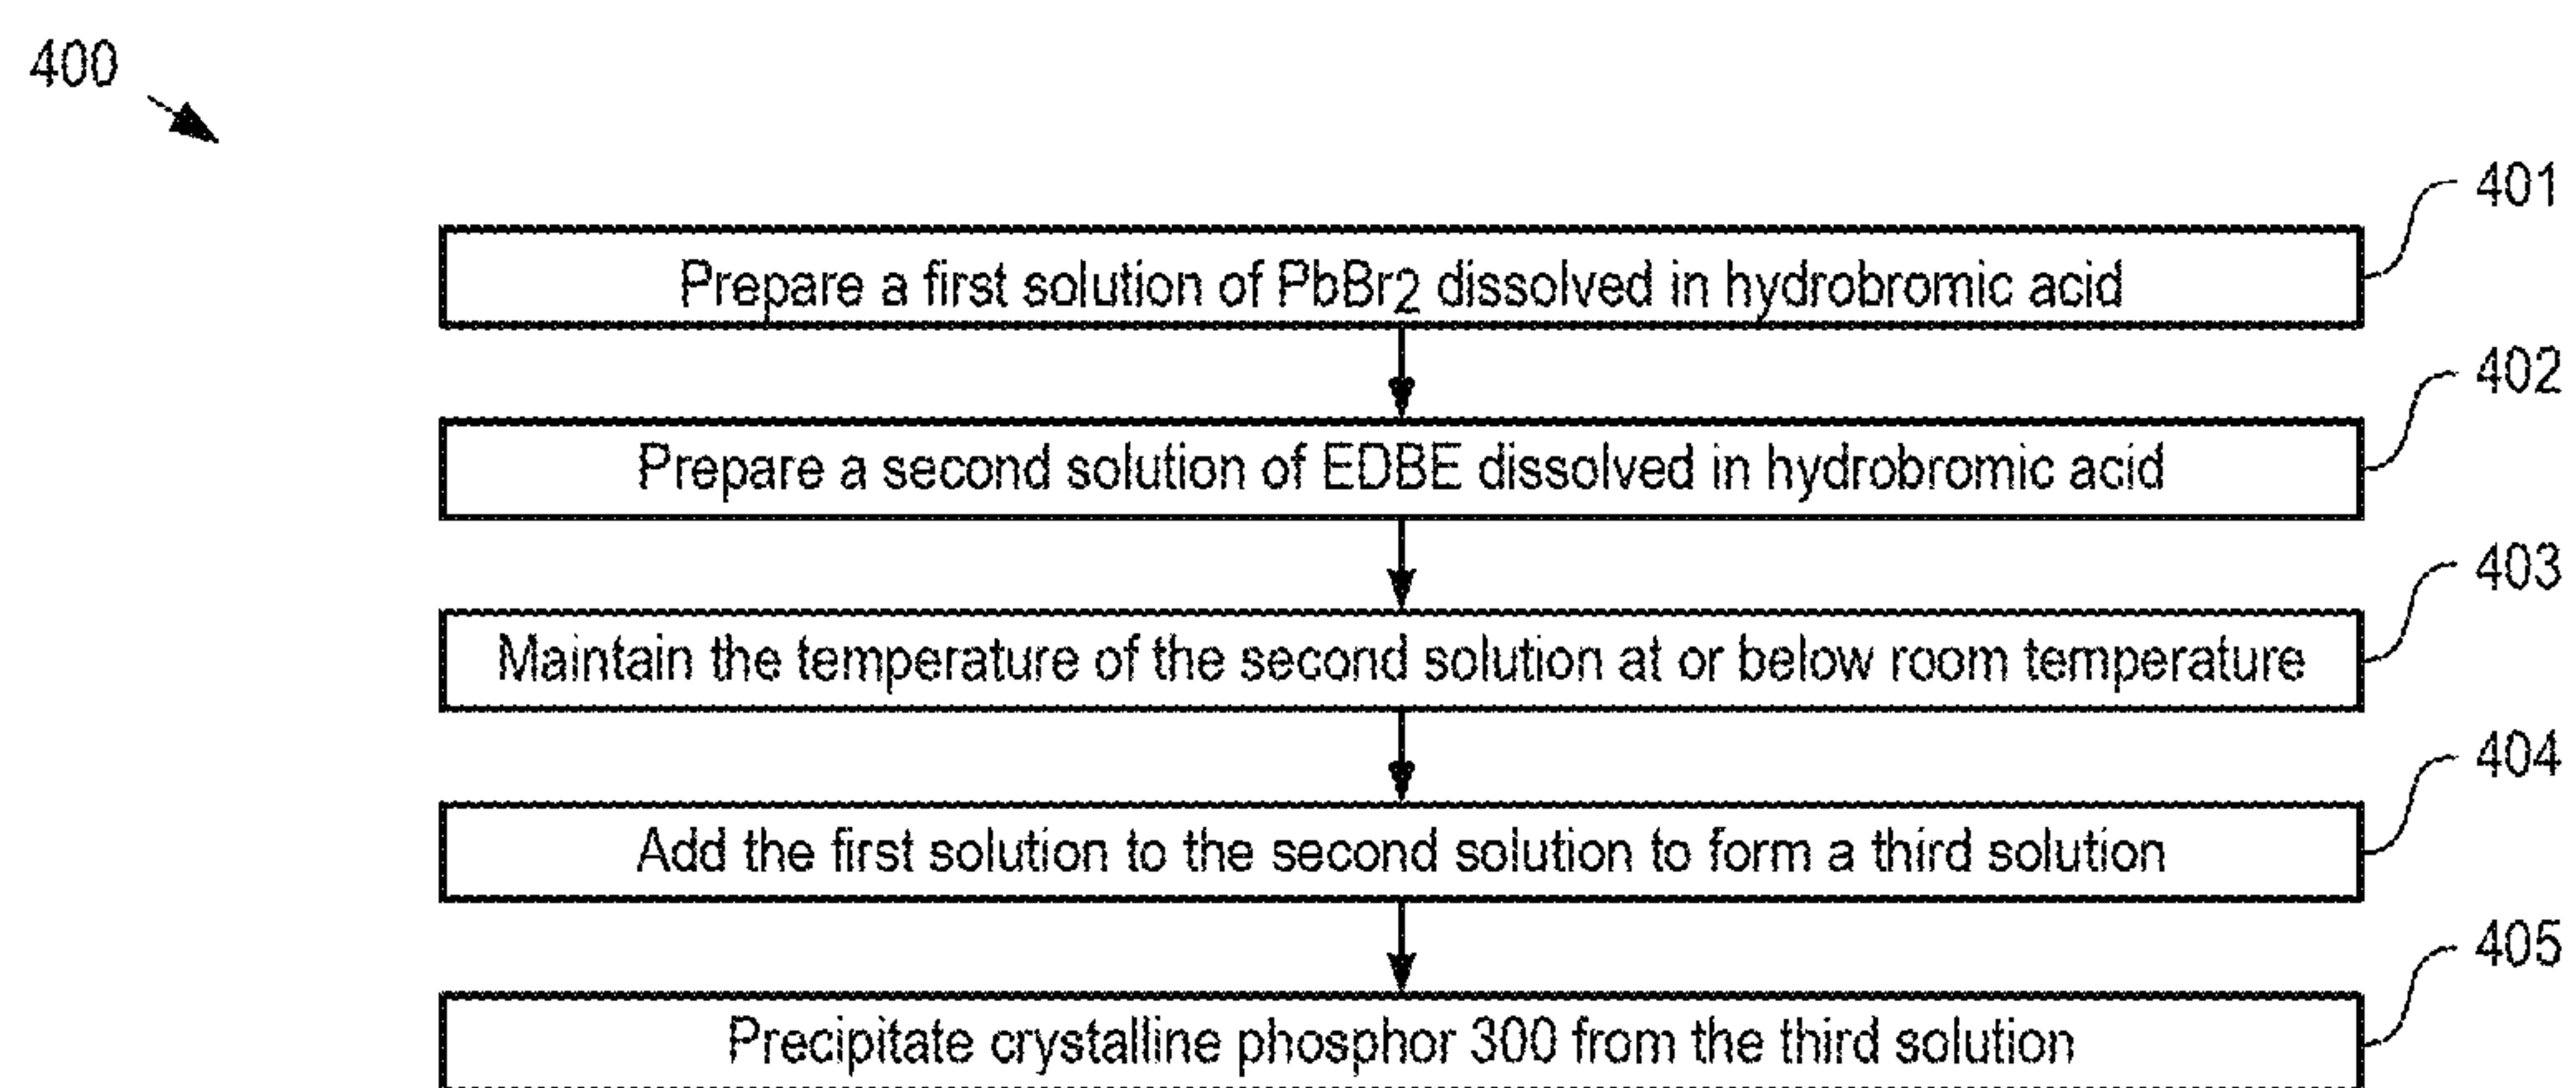 400
401
Prepare a first solution of PbBr2 dissolved in hydrobromic acid
402
Prepare a second solution of EDBE dissolved in hydrobromic acid
403
Maintain the temperature of the second solution at or below room temperature
404
Add the first solution to the second solution to form a third solution
405
Precipitate crystalline phosphor 300 from the third solution